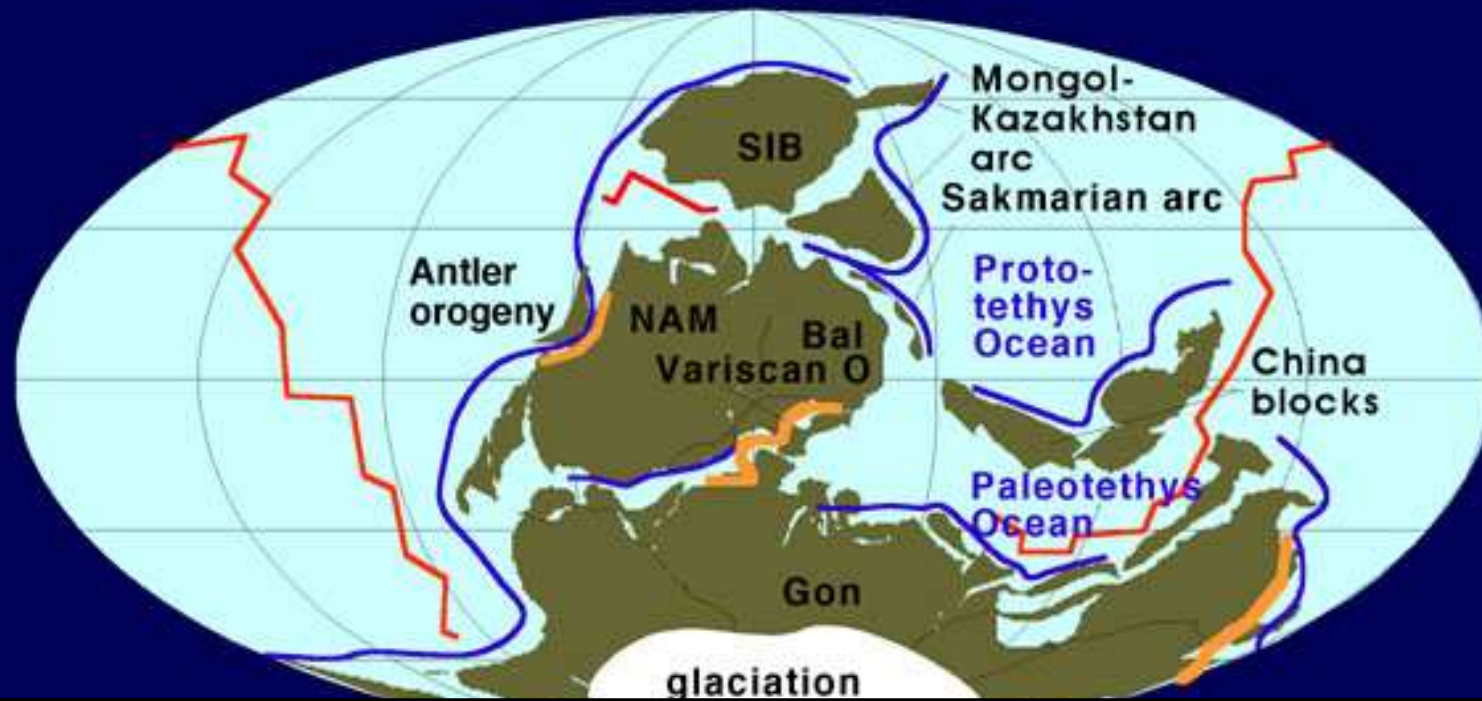 Mongol-
Kazakhstan
arc
Sakmarian arc
SIB
Antler
orogeny
NAM
Bal
Variscan O
Proto-
tethys
Ocean
China
blocks
Paleotethys
Ocean
Gon
glaciation